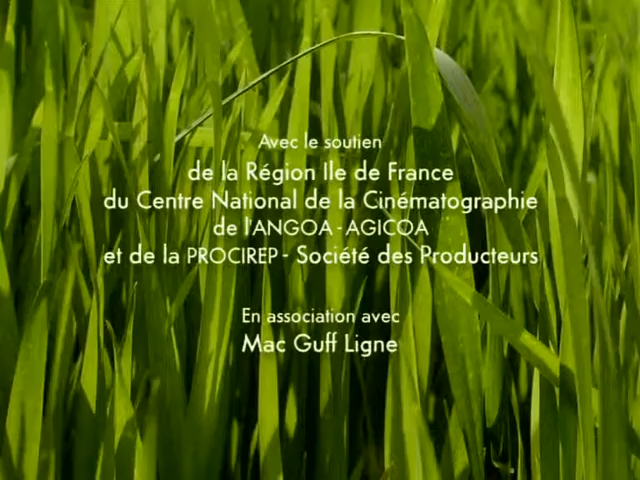 Avec le soutien
de la Région Ile de France
du Centre National de la Cinématographie
de l'ANGOA - AGICOA
et de la PROCIREP - Société des Producteurs
En association avec
Mac Guff Ligne